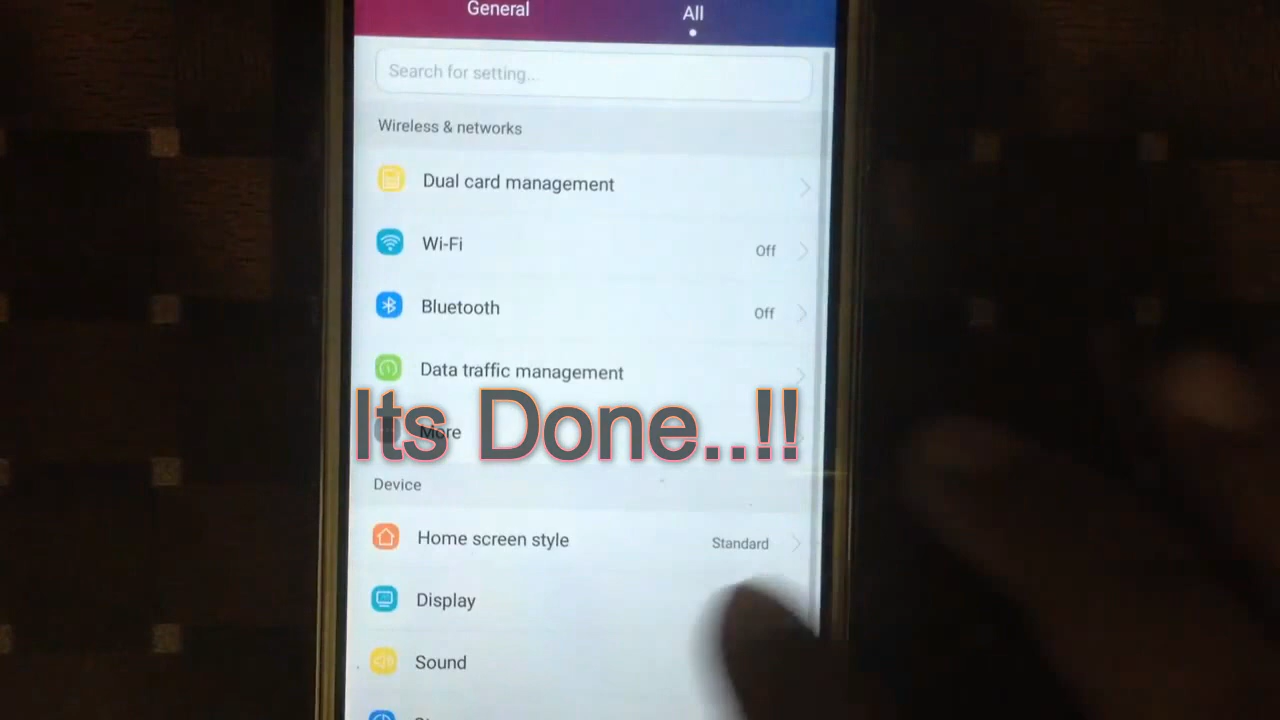 General All
Search for setting...
Wireless & networks
Dual card management
Wi-Fi Off
Bluetooth Off
Data traffic management
Its Done..!!
More
Device
Home screen style Standard
Display
Sound